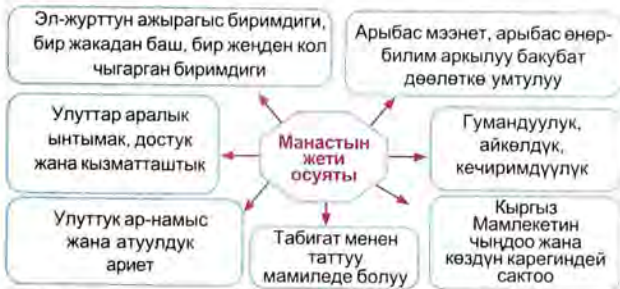 Эл-журттун ажырагыс биримдиги,
бир жакадан баш, бир жеңден кол
чыгарган биримдиги
Арыбас мээнет, арыбас өнөр-
билим аркылуу бакубат
дөөлөткө умтулуу
Улуттар аралык
ынтымак, достук
жана кызматташтык
Манастын
жети
осуяты
Гумандуулук,
айкөлдүк,
кечиримдүүлүк
Улуттук ар-намыс
жана атуулдук
ариет
Табигат менен
таттуу
мамиледе болуу
Кыргыз
Мамлекетин
чыңдоо жана
көздүн карегиндей
сактоо